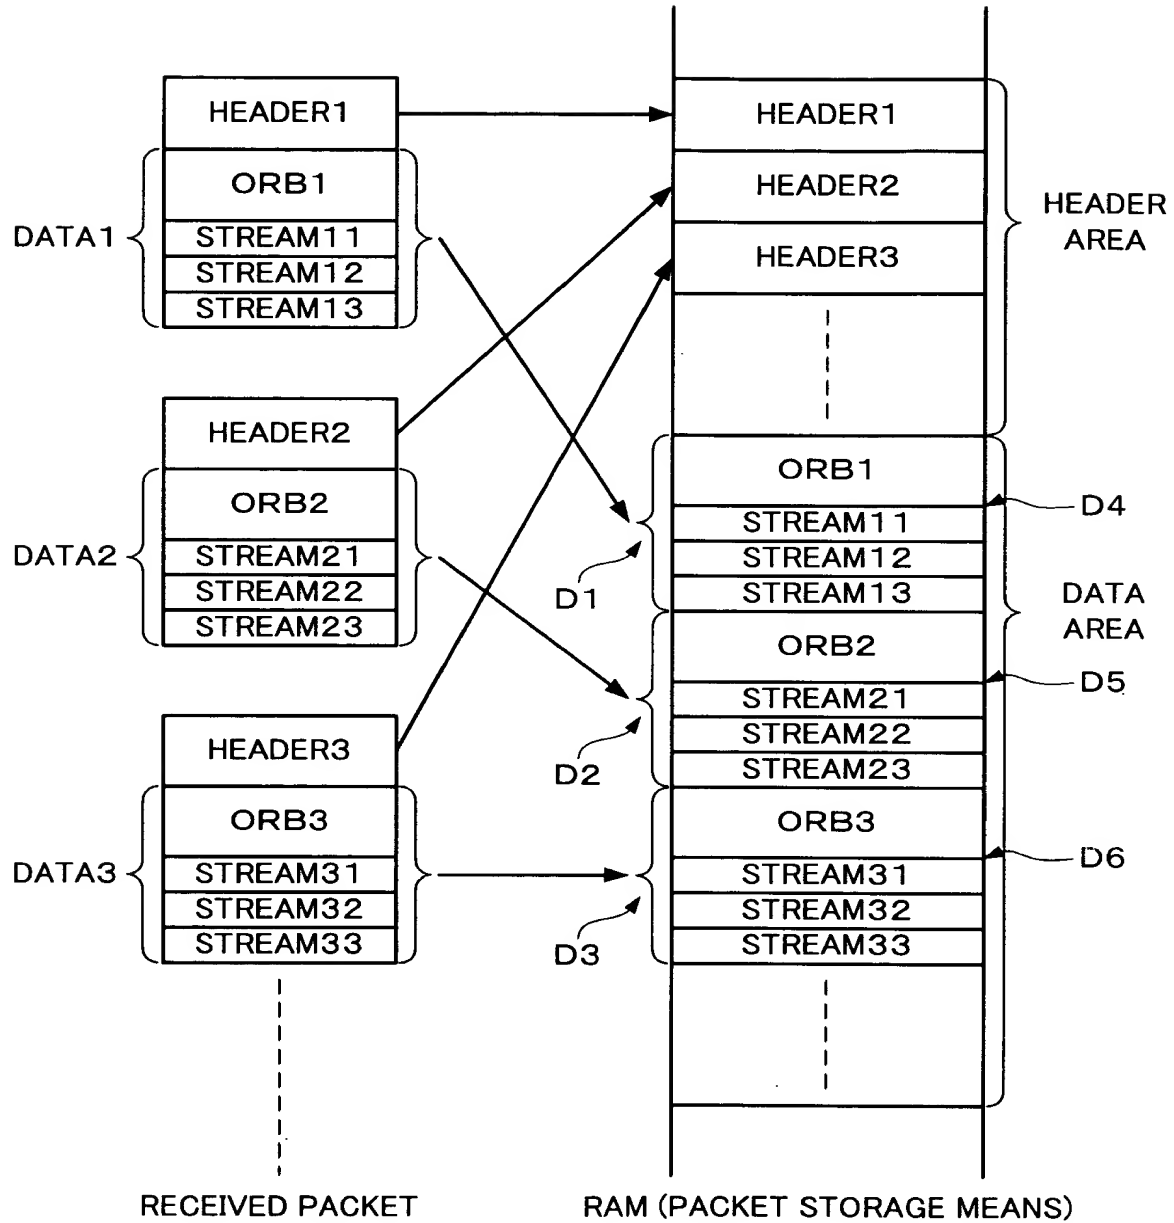 HEADER1
DATA1
ORB1
STREAM11
STREAM12
STREAM13
HEADER2
DATA2
ORB2
STREAM21
STREAM22
STREAM23
HEADER3
DATA3
ORB3
STREAM31
STREAM32
STREAM33
RECEIVED PACKET
HEADER1
HEADER2
HEADER3
HEADER
AREA
ORB1
D4
STREAM11
STREAM12
STREAM13
D1
DATA
AREA
ORB2
D5
STREAM21
STREAM22
STREAM23
D2
ORB3
D6
STREAM31
STREAM32
STREAM33
D3
RAM (PACKET STORAGE MEANS)